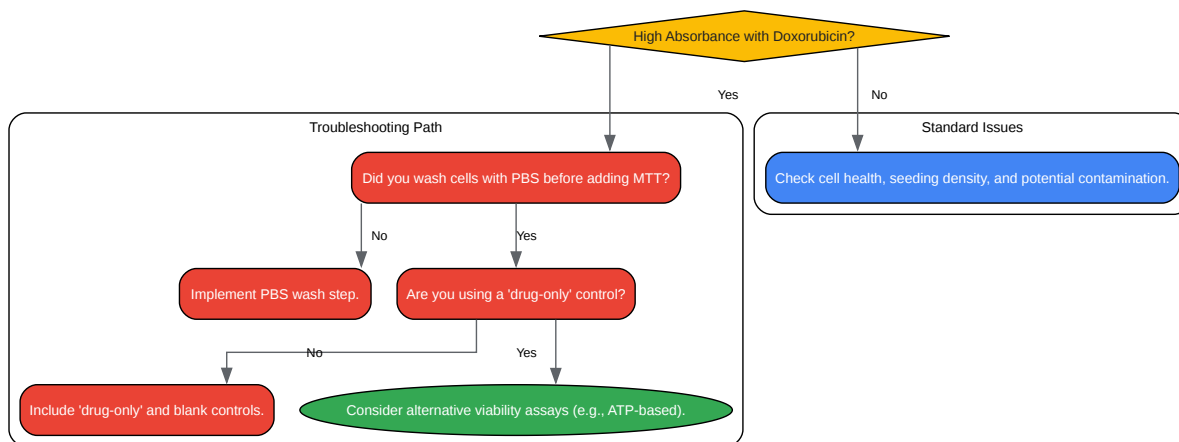 High Absorbance with Doxorubicin?
Yes
No
Troubleshooting Path
Standard Issues
Did you wash cells with PBS before adding MTT?
Check cell health, seeding density, and potential contamination.
No
Yes
Implement PBS wash step.
Are you using a 'drug-only' control?
No
Yes
Include 'drug-only' and blank controls.
Consider alternative viability assays (e.g., ATP-based).